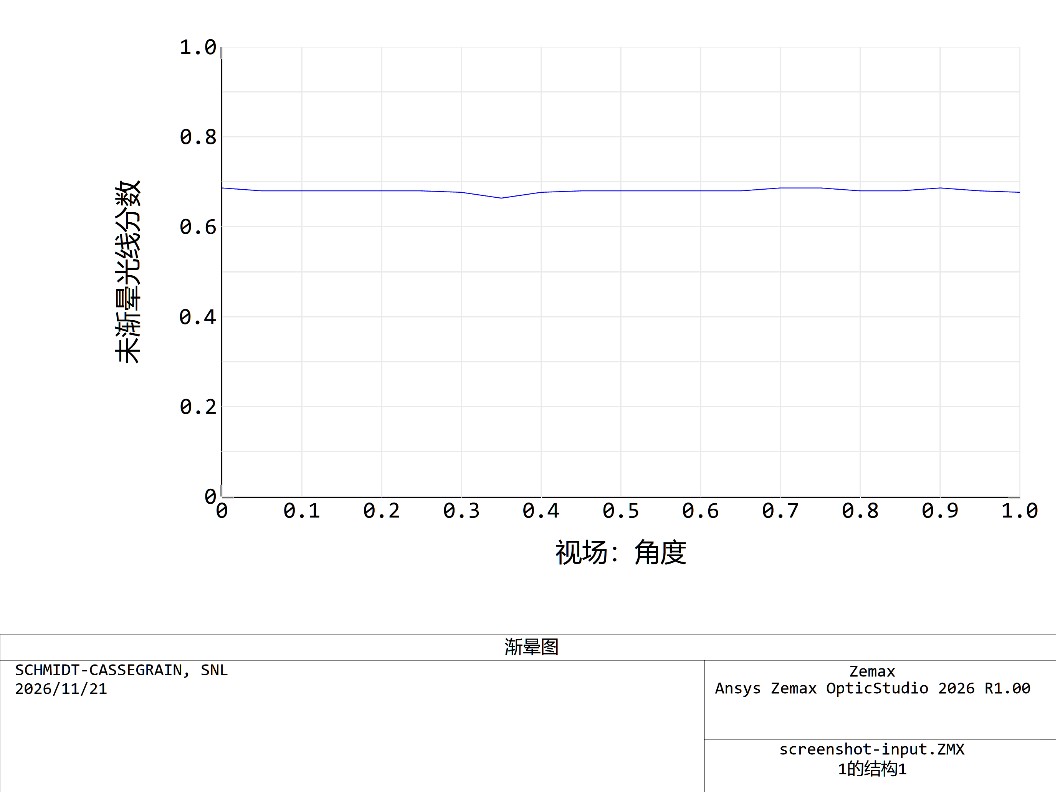 1.0
0.8
未渐晕光线分数
0.6
0.4
0.2
0
0 0.1 0.2 0.3 0.4 0.5 0.6 0.7 0.8 0.9 1.0
视场: 角度
渐晕图
SCHMIDT-CASSEGRAIN, SNL
2026/11/21
Zemax
Ansys Zemax OpticStudio 2026 R1.00
screenshot-input.ZMX
1的结构1